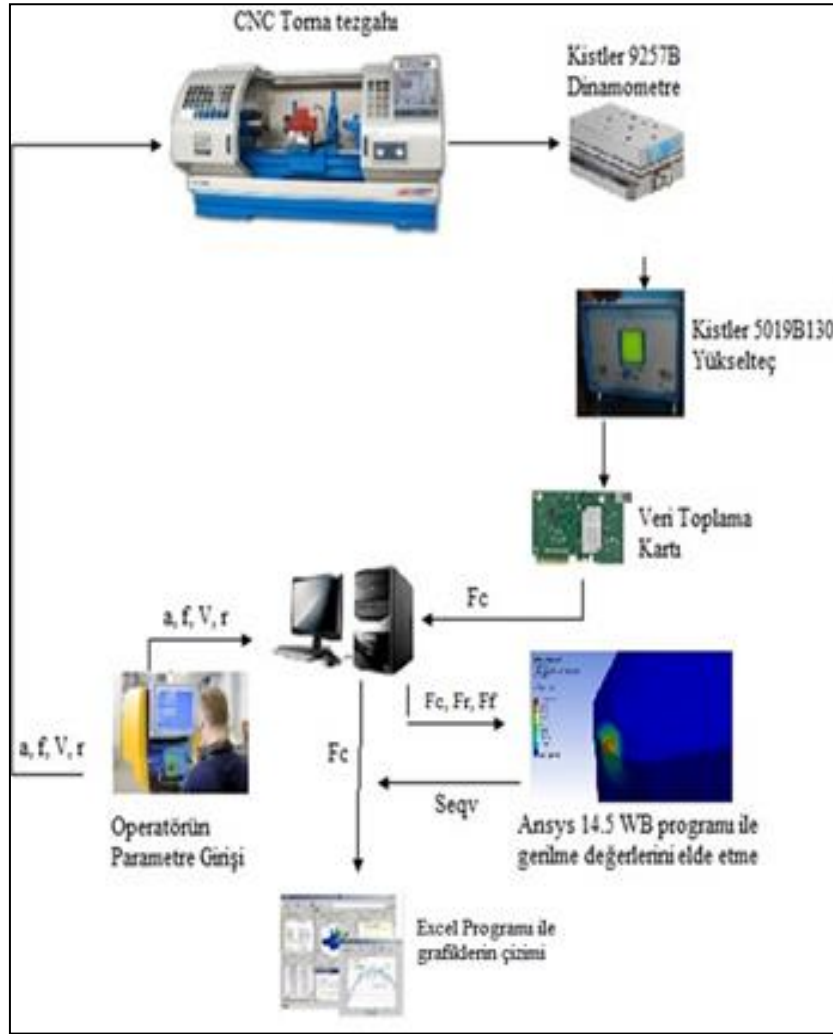 CNC Torna tezgahı
Kistler 9257B
Dinamometre
Kistler 5019B130
Yükselteç
Veri Toplama
Kartı
Fc
a, f, V, r
Fc, Fr, Ff
Fc
a, f, V, r
Seqv
Operatörün
Parametre Girişi
Ansys 14.5 WB programı ile
gerilme değerlerini elde etme
Excel Programı ile
grafiklerin çizimi